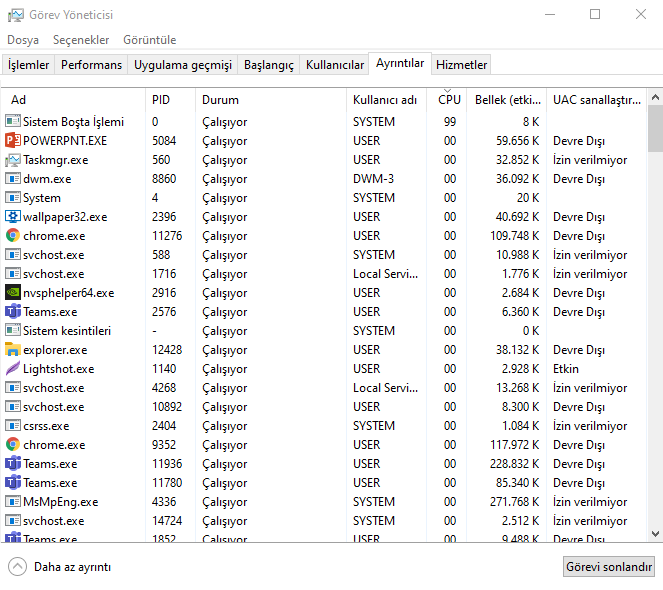 Görev Yöneticisi
Dosya Seçenekler Görüntüle
İşlemler Performans Uygulama geçmişi Başlangıç Kullanıcılar Ayrıntılar Hizmetler
Ad PID Durum Kullanıcı adı CPU Bellek (etki... UAC sanallaştır...
Sistem Boşta İşlemi 0 Çalışıyor SYSTEM 99 8 K
POWERPNT.EXE 5084 Çalışıyor USER 00 59.656 K Devre Dışı
Taskmgr.exe 560 Çalışıyor USER 00 32.852 K İzin verilmiyor
dwm.exe 8860 Çalışıyor DWM-3 00 36.092 K Devre Dışı
System 4 Çalışıyor SYSTEM 00 20 K
wallpaper32.exe 2396 Çalışıyor USER 00 40.692 K Devre Dışı
chrome.exe 11276 Çalışıyor USER 00 109.748 K Devre Dışı
svchost.exe 588 Çalışıyor SYSTEM 00 10.988 K İzin verilmiyor
svchost.exe 1716 Çalışıyor Local Servi... 00 1.776 K İzin verilmiyor
nvsphelper64.exe 2916 Çalışıyor USER 00 2.684 K Devre Dışı
Teams.exe 2576 Çalışıyor USER 00 6.360 K Devre Dışı
Sistem kesintileri - Çalışıyor SYSTEM 00 0 K
explorer.exe 12428 Çalışıyor USER 00 38.132 K Devre Dışı
Lightshot.exe 1140 Çalışıyor USER 00 2.928 K Etkin
svchost.exe 4268 Çalışıyor Local Servi... 00 13.268 K İzin verilmiyor
svchost.exe 10892 Çalışıyor USER 00 8.300 K Devre Dışı
csrss.exe 2404 Çalışıyor SYSTEM 00 1.084 K İzin verilmiyor
chrome.exe 9352 Çalışıyor USER 00 117.972 K Devre Dışı
Teams.exe 11936 Çalışıyor USER 00 228.832 K Devre Dışı
Teams.exe 11780 Çalışıyor USER 00 85.340 K Devre Dışı
MsMpEng.exe 4336 Çalışıyor SYSTEM 00 271.768 K İzin verilmiyor
svchost.exe 14724 Çalışıyor SYSTEM 00 2.512 K İzin verilmiyor
Teams.exe 1852 Çalışıyor USER 00 9.488 K Devre Dışı
Daha az ayrıntı Görevi sonlandır